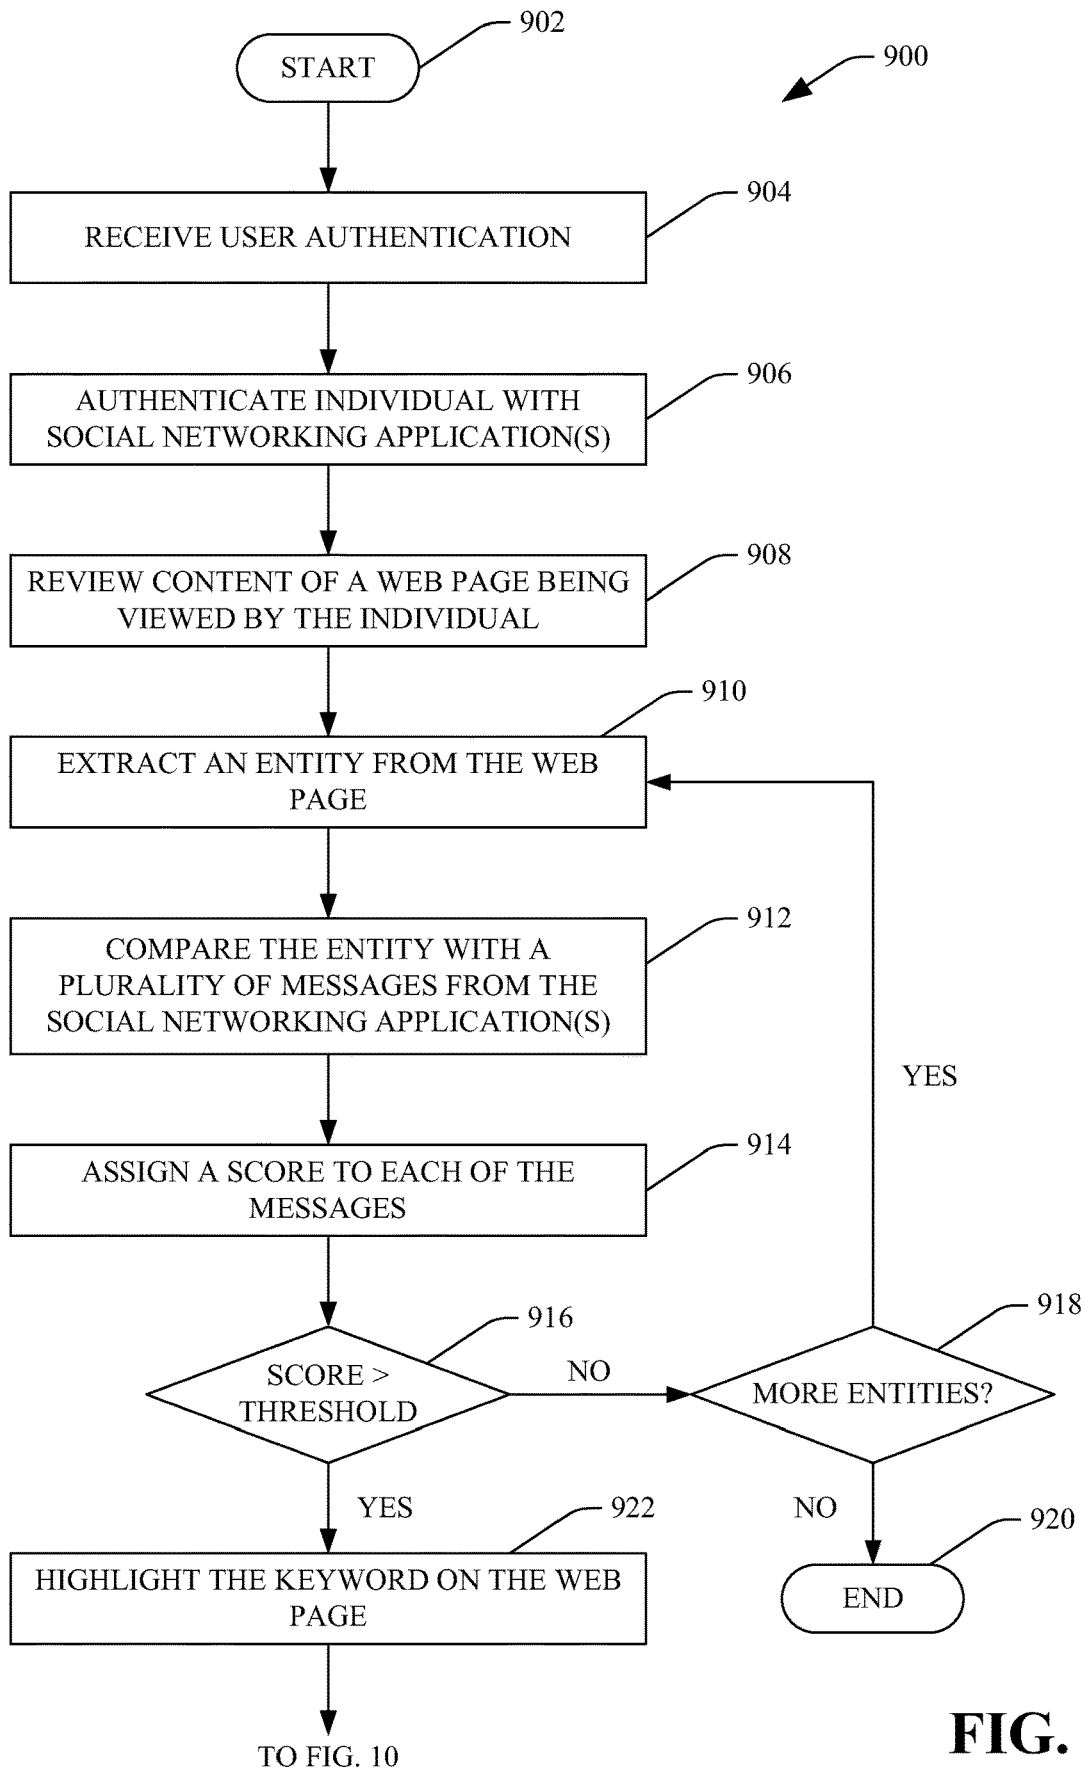 902
START
900
904
RECEIVE USER AUTHENTICATION
906
AUTHENTICATE INDIVIDUAL WITH
SOCIAL NETWORKING APPLICATION(S)
908
REVIEW CONTENT OF A WEB PAGE BEING
VIEWED BY THE INDIVIDUAL
910
EXTRACT AN ENTITY FROM THE WEB
PAGE
912
COMPARE THE ENTITY WITH A
PLURALITY OF MESSAGES FROM THE
SOCIAL NETWORKING APPLICATION(S)
YES
914
ASSIGN A SCORE TO EACH OF THE
MESSAGES
916
SCORE >
THRESHOLD
NO
918
MORE ENTITIES?
YES
NO
922
HIGHLIGHT THE KEYWORD ON THE WEB
PAGE
920
END
TO FIG. 10
FIG.